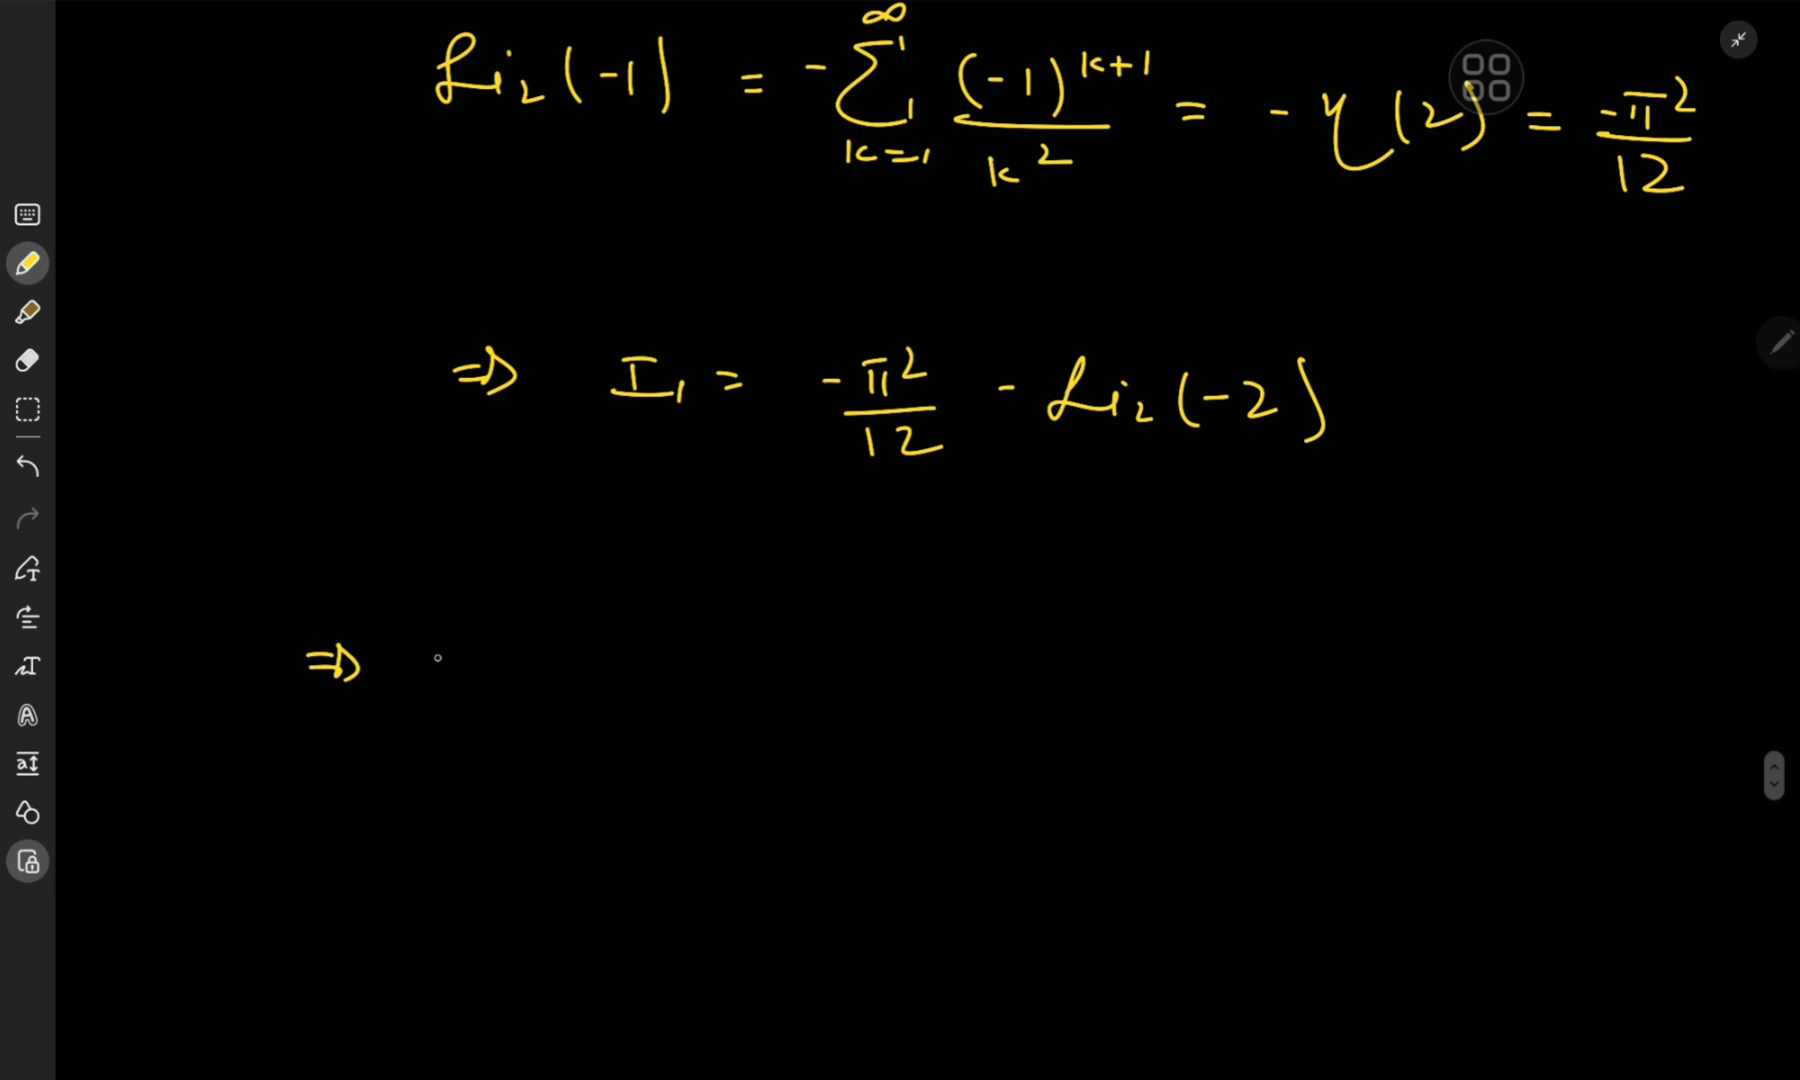 Li₂(-1) = -∑_{k=1}^{∞} (-1)^{k+1}/k² = -η(2) = -π²/12
⇒ I₁ = -π²/12 - Li₂(-2)
⇒